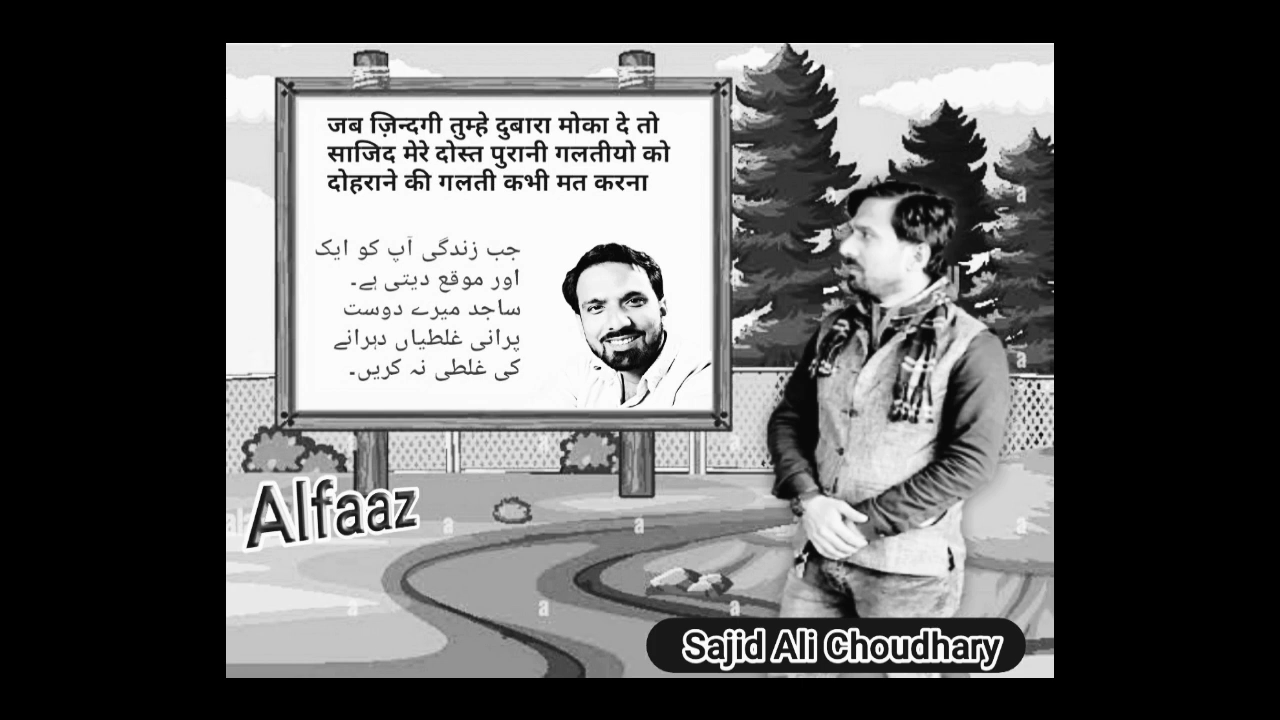 जब ज़िन्दगी तुम्हे दुबारा मोका दे तो
साजिद मेरे दोस्त पुरानी गलतीयो को
दोहराने की गलती कभी मत करना
جب زندگی آپ کو ایک
اور موقع دیتی ہے۔
ساجد میرے دوست
پرانی غلطیاں دہرانے
کی غلطی نہ کریں۔
Alfaaz
Sajid Ali Choudhary